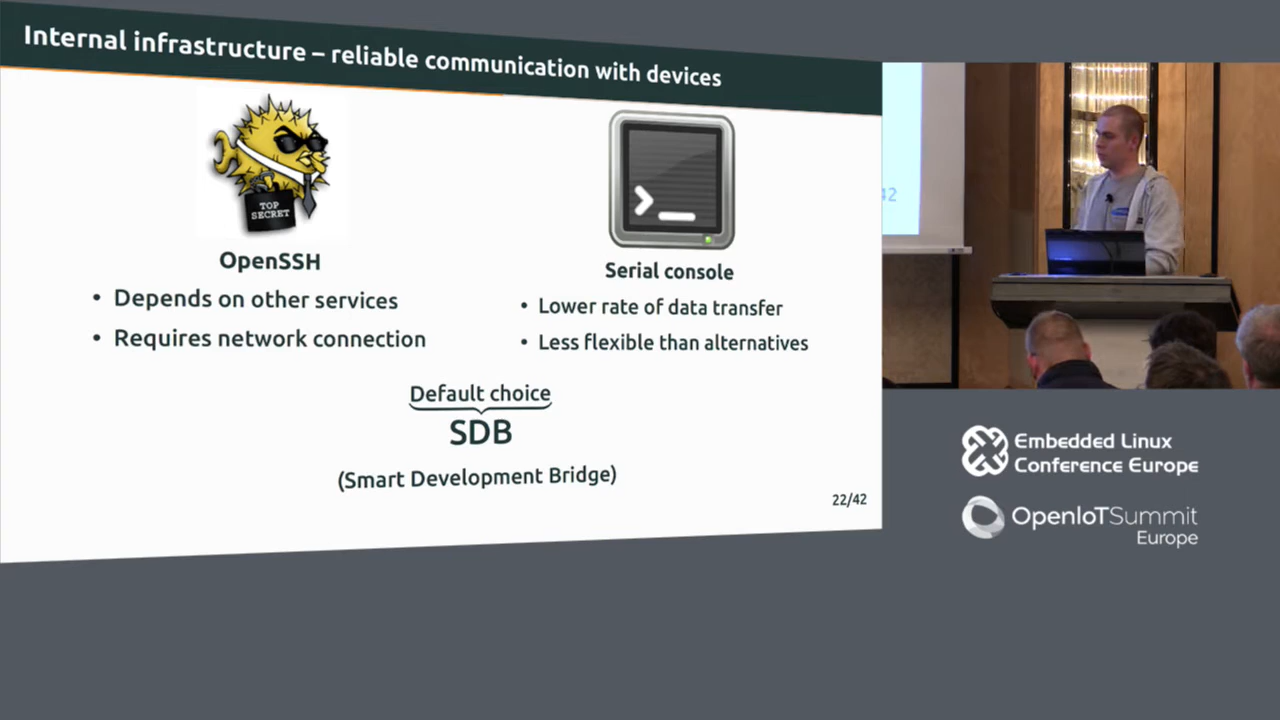 Internal infrastructure – reliable communication with devices
TOP
SECRET
OpenSSH
• Depends on other services
• Requires network connection
Serial console
• Lower rate of data transfer
• Less flexible than alternatives
Default choice
SDB
(Smart Development Bridge)
22/42
42
Embedded Linux
Conference Europe
OpenIoTSummit
Europe